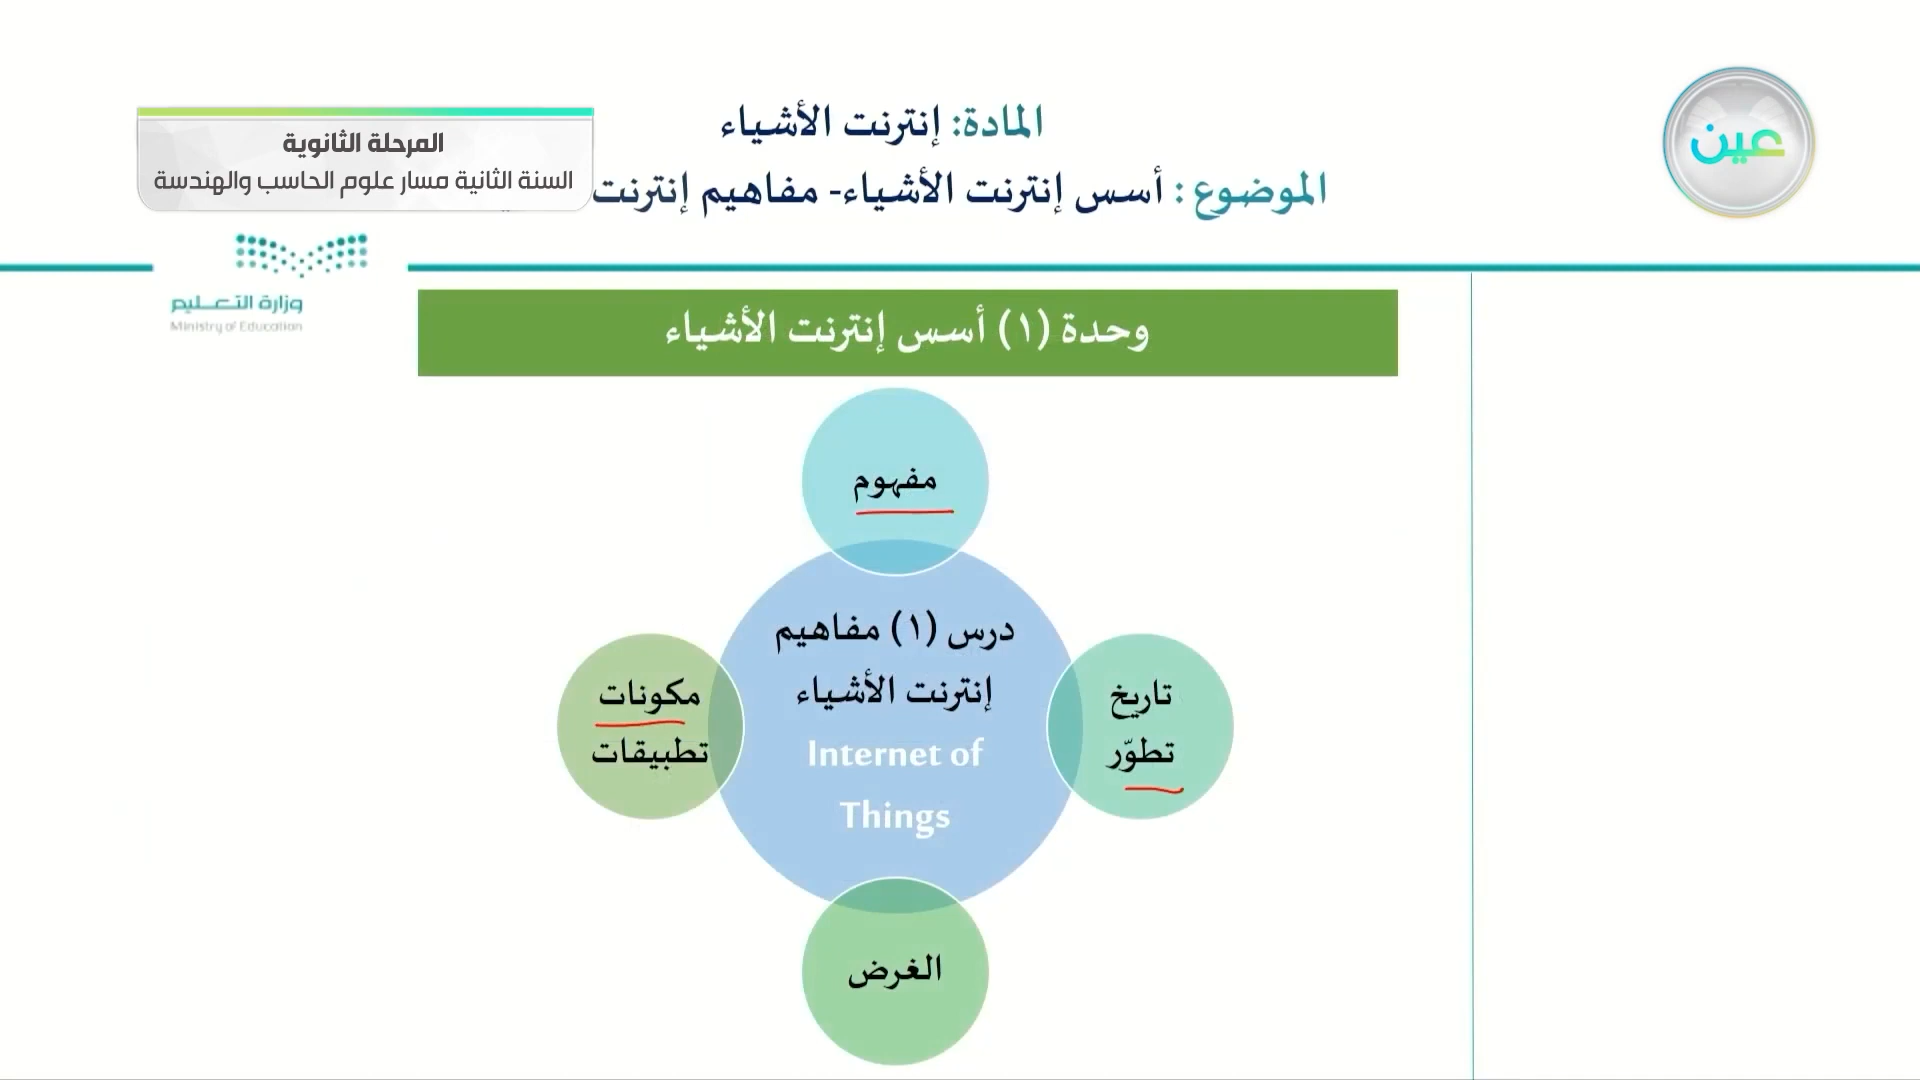 المادة: إنترنت الأشياء
الموضوع : أسس إنترنت الأشياء- مفاهيم إنترنت
المرحلة الثانوية
السنة الثانية مسار علوم الحاسب والهندسة
عين
وزارة التعليم
Ministry of Education
وحدة (١) أسس إنترنت الأشياء
مفهوم
درس (١) مفاهيم
إنترنت الأشياء
Internet of
Things
تاريخ
تطوّر
مكونات
تطبيقات
الغرض